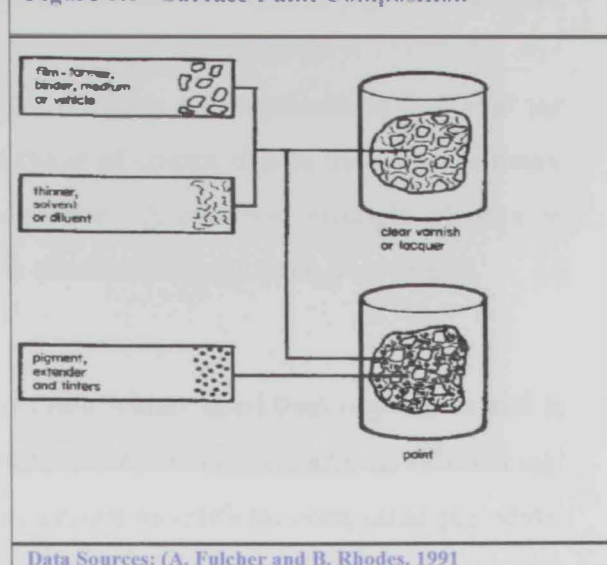 Surface Paint Composition
film-former,
binder, medium
or vehicle
thinner,
solvent
or diluent
clear varnish
or lacquer
pigment,
extender
and tinters
paint
Data Sources: (A. Fulcher and B. Rhodes, 1991